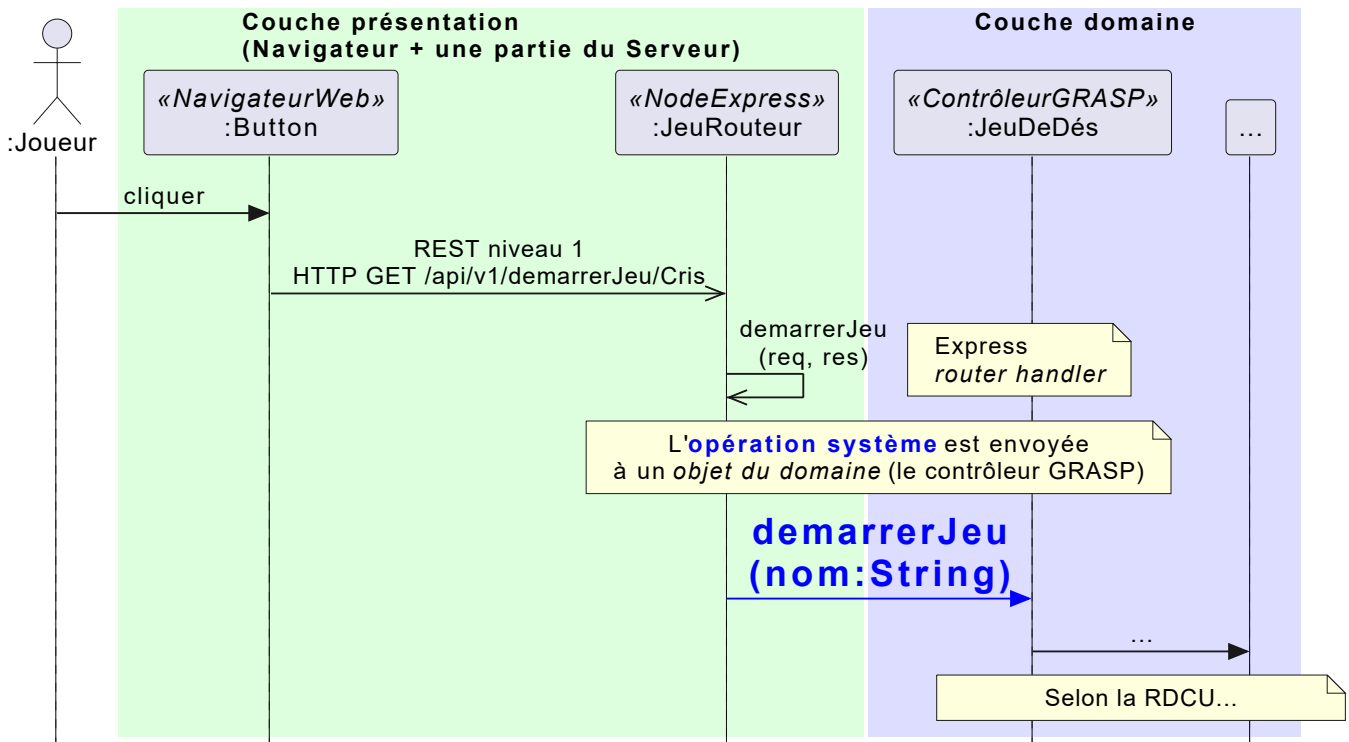 Couche présentation
(Navigateur + une partie du Serveur)
Couche domaine
:Joueur
«NavigateurWeb»
:Button
«NodeExpress»
:JeuRouteur
«ContrôleurGRASP»
:JeuDeDés
...
cliquer
REST niveau 1
HTTP GET /api/v1/demarrerJeu/Cris
demarrerJeu
(req, res)
Express
router handler
L'opération système est envoyée
à un objet du domaine (le contrôleur GRASP)
demarrerJeu
(nom:String)
...
Selon la RDCU...